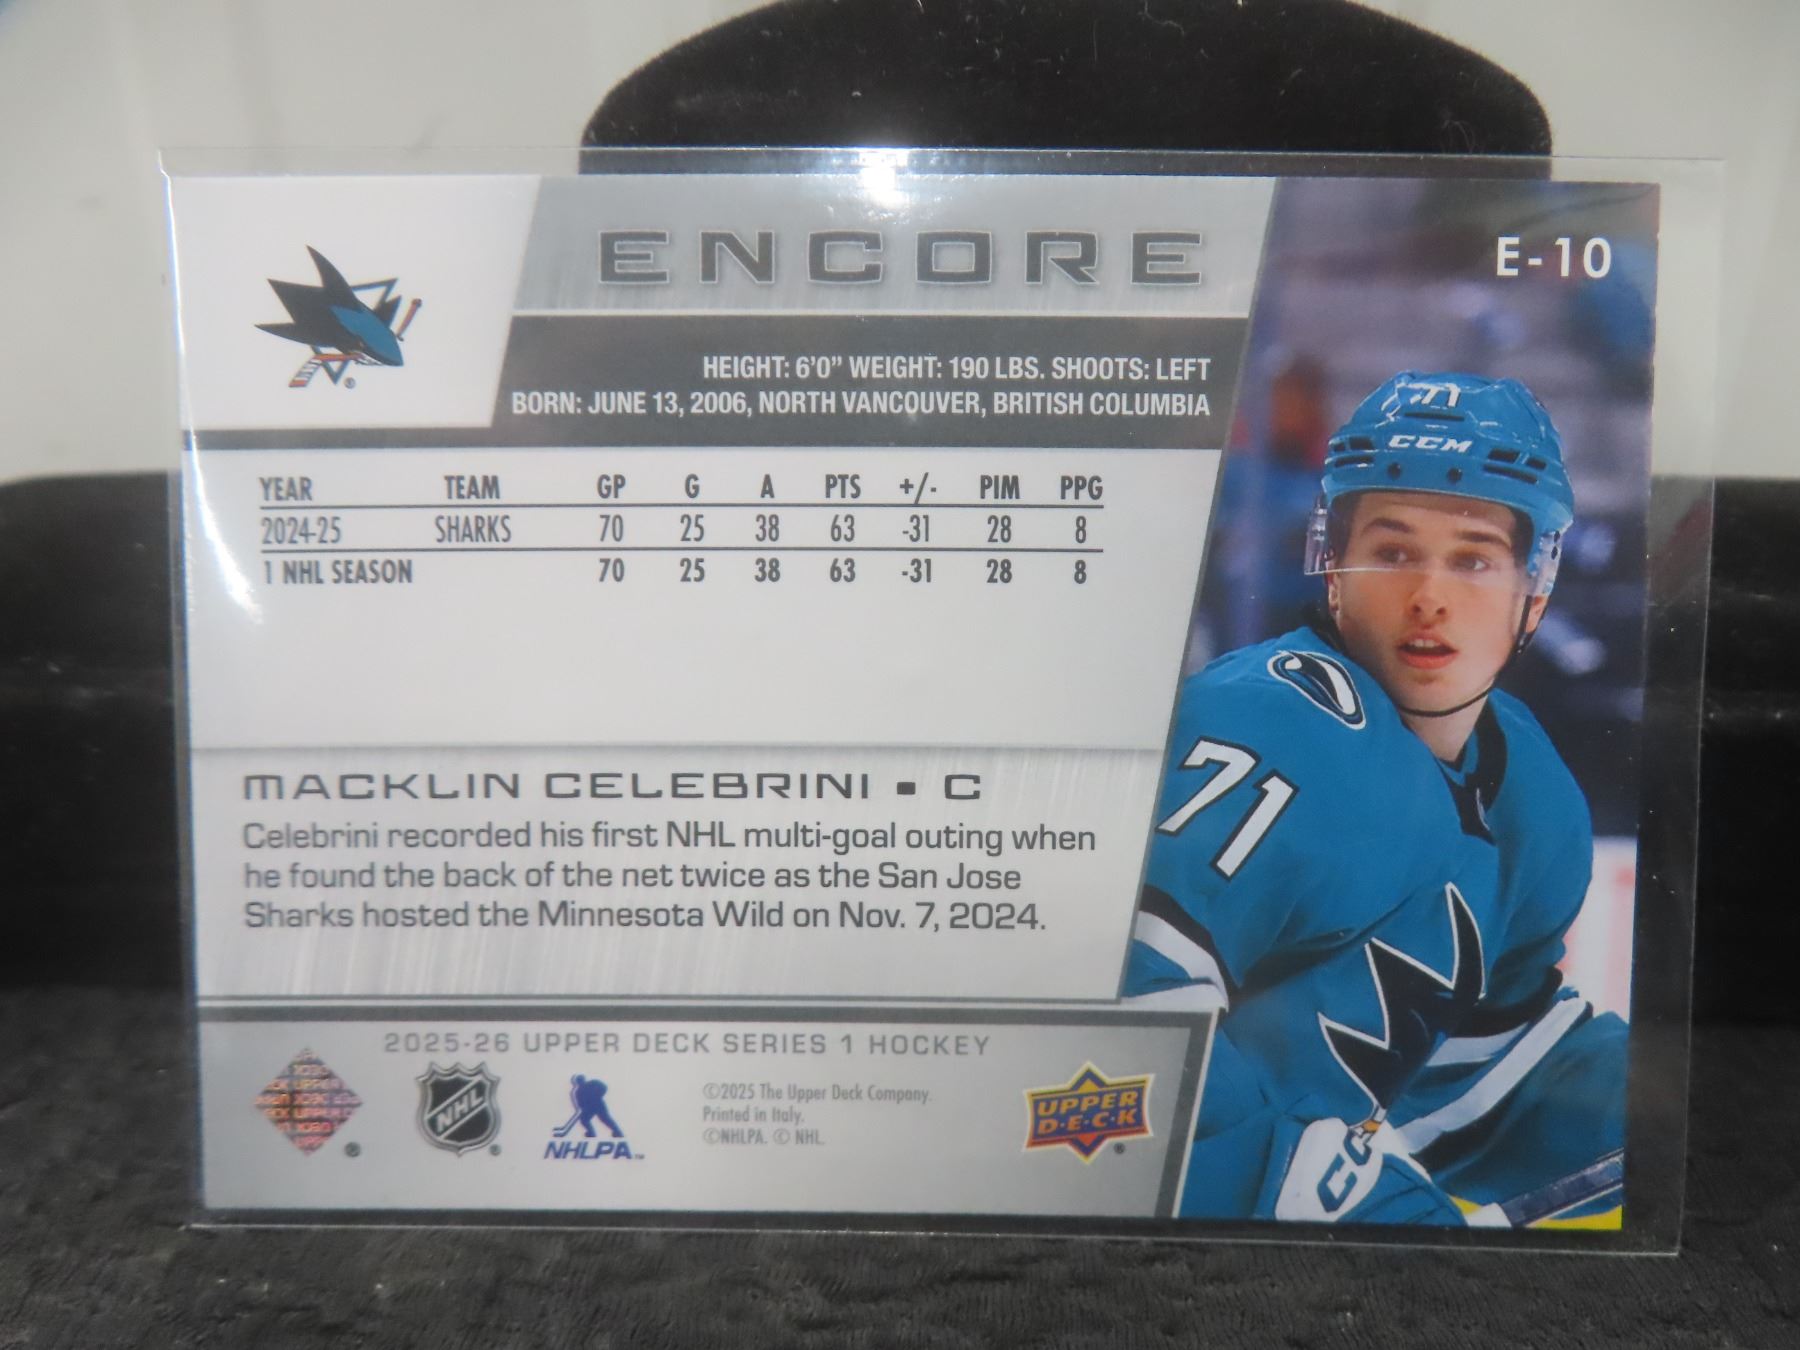 ENCORE
E-10
HEIGHT: 6'0" WEIGHT: 190 LBS. SHOOTS: LEFT
BORN: JUNE 13, 2006, NORTH VANCOUVER, BRITISH COLUMBIA
YEAR TEAM GP G A PTS +/- PIM PPG
2024-25 SHARKS 70 25 38 63 -31 28 8
1 NHL SEASON 70 25 38 63 -31 28 8
71
CCM
71
MACKLIN CELEBRINI ▪ C
Celebrini recorded his first NHL multi-goal outing when
he found the back of the net twice as the San Jose
Sharks hosted the Minnesota Wild on Nov. 7, 2024.
2025-26 UPPER DECK SERIES 1 HOCKEY
NHL
®
NHLPA™
©2025 The Upper Deck Company.
Printed in Italy.
©NHLPA. © NHL.
UPPER
D·E·C·K
®